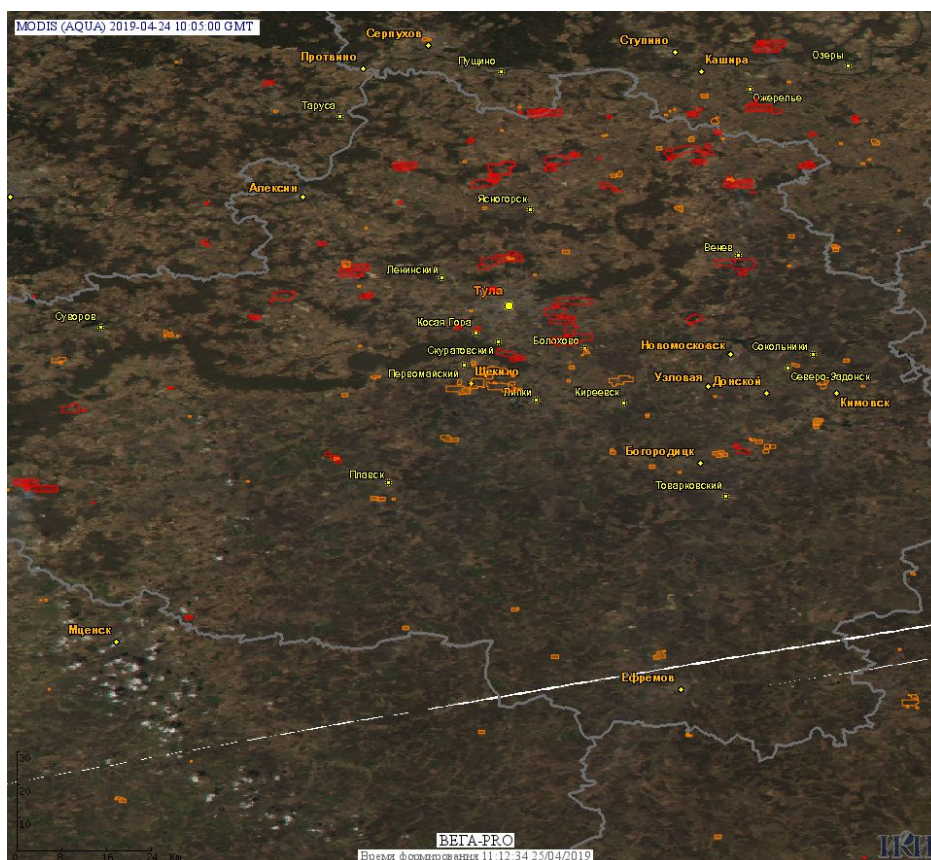 MODIS (AQUA) 2019-04-24 10:05:00 GMT
Серпухов
Ступино
Протвино
Пущино
Кашира
Озеры
Ожерелье
Таруса
Алексин
Ясногорск
Венев
Ленинский
Тула
Суворов
Косая Гора
Скуратовский
Болохово
Новомосковск
Сокольники
Первомайский
Щекино
Узловая
Донской
Северо-Задонск
Липки
Киреевск
Кимовск
Богородицк
Плавск
Товарковский
Мценск
Ефремов
30
20
10
0 8 16 24 км
ВЕГА-PRO
ИКИ
Время формирования 11:12:34 25/04/2019